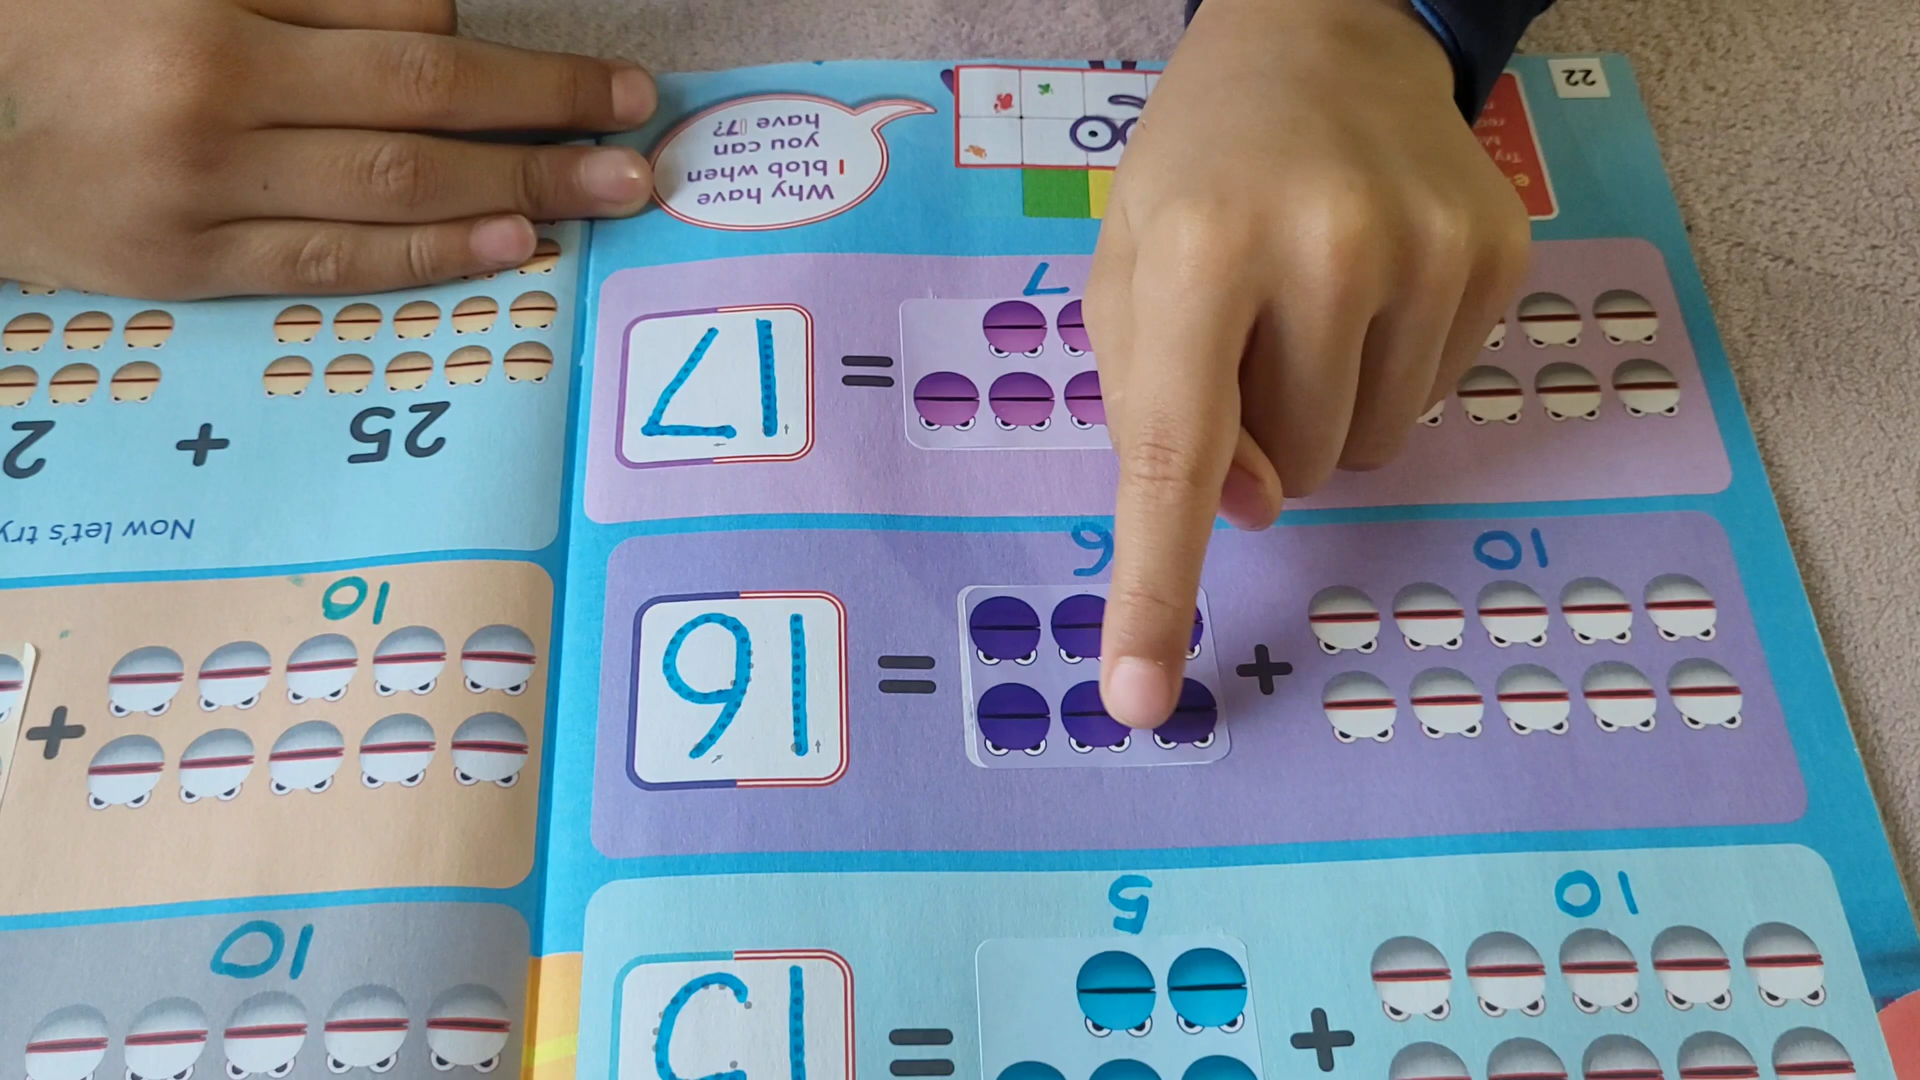 + = 15
10 5
+ = 16
10 6
= 17
7
Try
Why have
I blob when
you can
have 17?
22
10
+
10
Now let's try
25 + 2